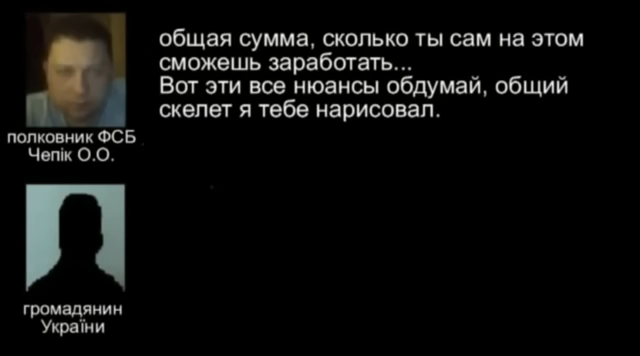 общая сумма, сколько ты сам на этом
сможешь заработать...
Вот эти все нюансы обдумай, общий
скелет я тебе нарисовал.
полковник ФСБ
Чепік О.О.
громадянин
України